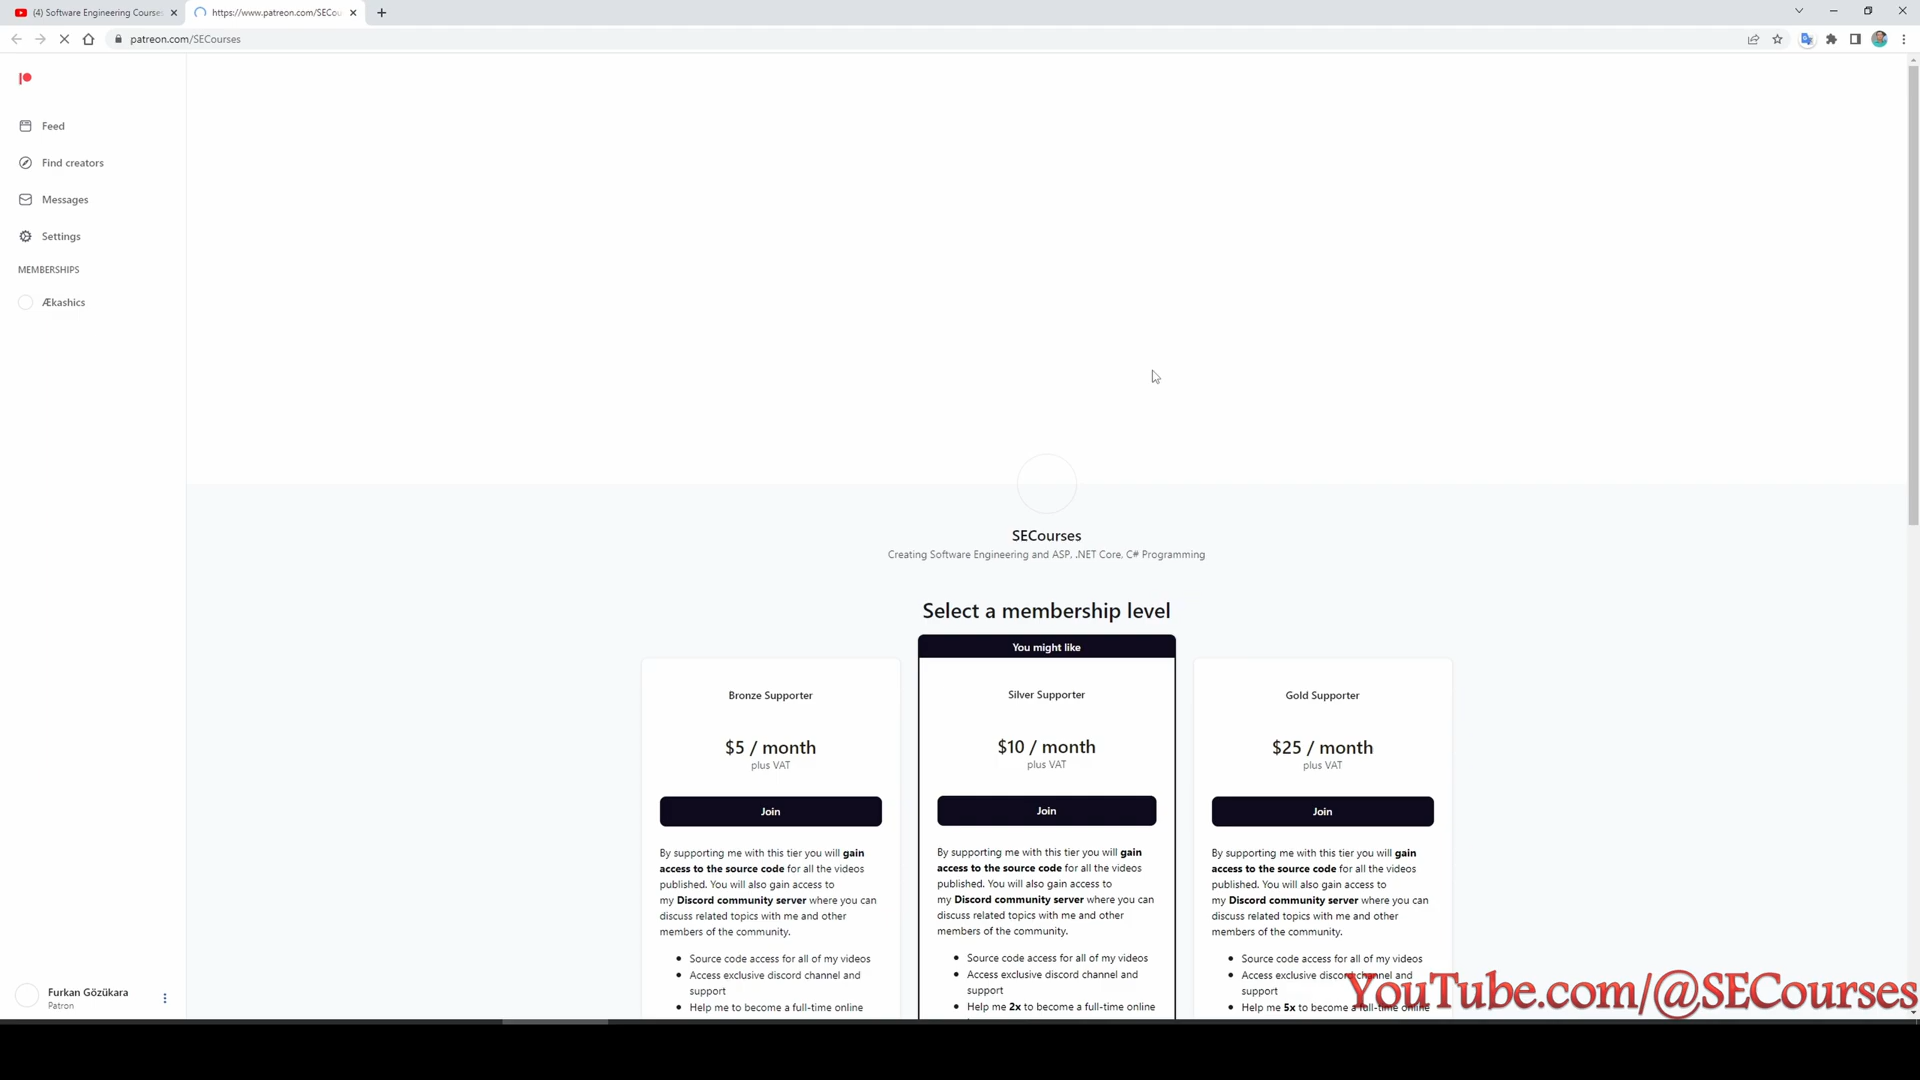 (4) Software Engineering Courses
https://www.patreon.com/SECou
patreon.com/SECourses
Feed
Find creators
Messages
Settings
MEMBERSHIPS
Ækashics
SECourses
Creating Software Engineering and ASP, .NET Core, C# Programming
Select a membership level
You might like
Bronze Supporter
$5 / month
plus VAT
Join
By supporting me with this tier you will gain
access to the source code for all the videos
published. You will also gain access to
my Discord community server where you can
discuss related topics with me and other
members of the community.
Source code access for all of my videos
Access exclusive discord channel and
support
Help me to become a full-time online
Silver Supporter
$10 / month
plus VAT
Join
By supporting me with this tier you will gain
access to the source code for all the videos
published. You will also gain access to
my Discord community server where you can
discuss related topics with me and other
members of the community.
Source code access for all of my videos
Access exclusive discord channel and
support
Help me 2x to become a full-time online
Gold Supporter
$25 / month
plus VAT
Join
By supporting me with this tier you will gain
access to the source code for all the videos
published. You will also gain access to
my Discord community server where you can
discuss related topics with me and other
members of the community.
Source code access for all of my videos
Access exclusive discord channel and
support
Help me 5x to become a full-time online
Furkan Gözükara
Patron
YouTube.com/@SECourses